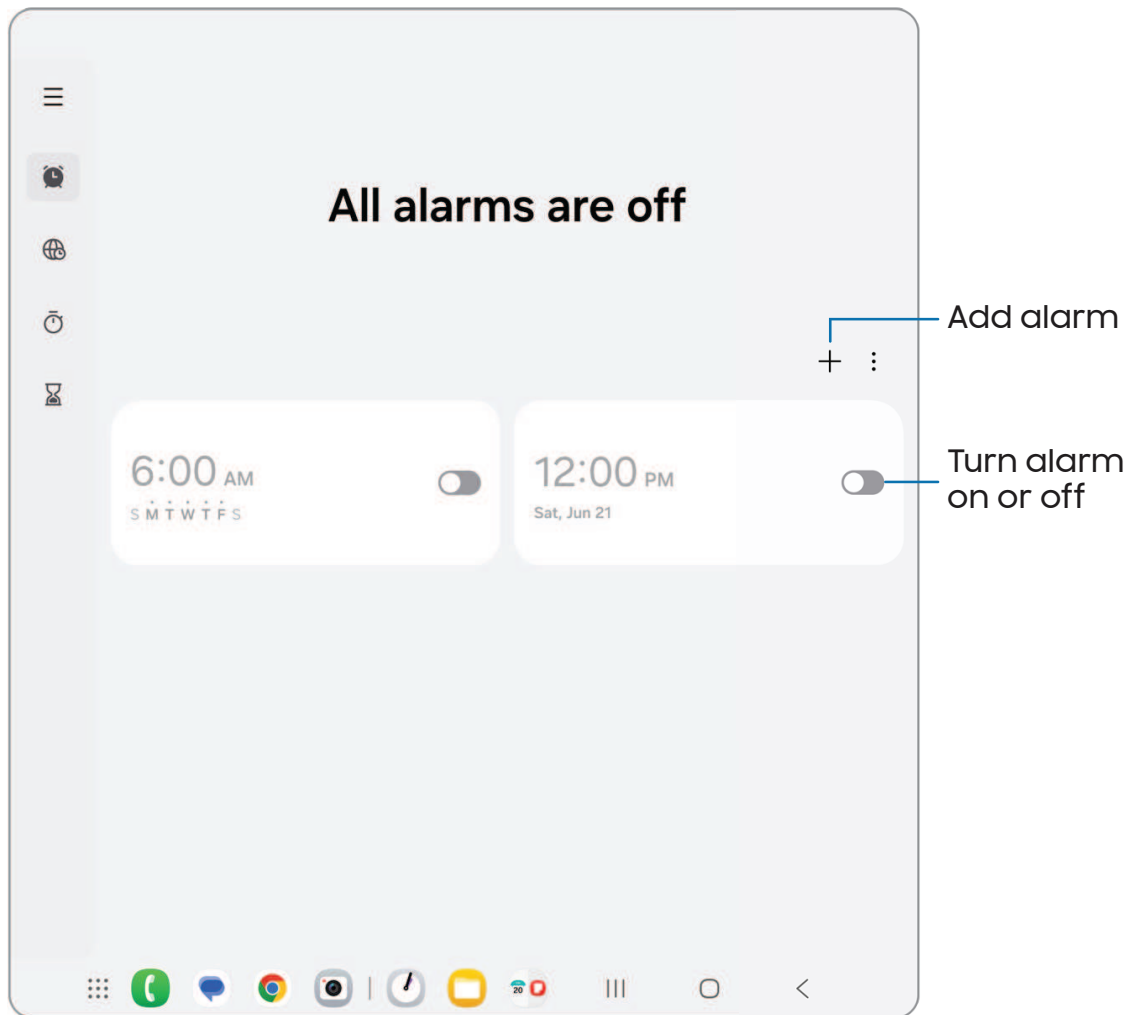 All alarms are off
Add alarm
6:00 AM
S M T W T F S
12:00 PM
Sat, Jun 21
Turn alarm
on or off
20